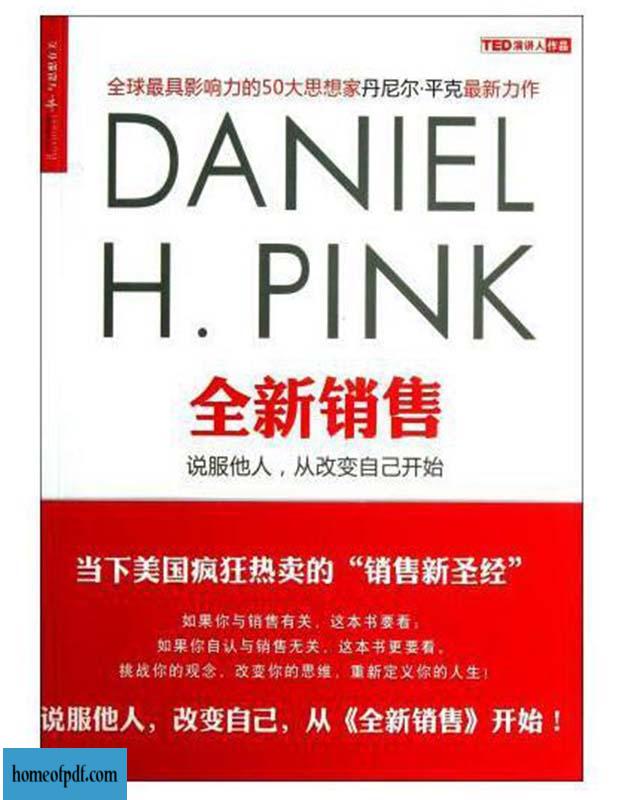 与思想有关
TED演讲人作品
全球最具影响力的50大思想家丹尼尔·平克最新力作
DANIEL
H. PINK
全新销售
说服他人，从改变自己开始
当下美国疯狂热卖的“销售新圣经”
如果你与销售有关，这本书要看；
如果你自认与销售无关，这本书更要看。
挑战你的观念，改变你的思维，重新定义你的人生！
说服他人，改变自己，从《全新销售》开始！
homeofpdf.com